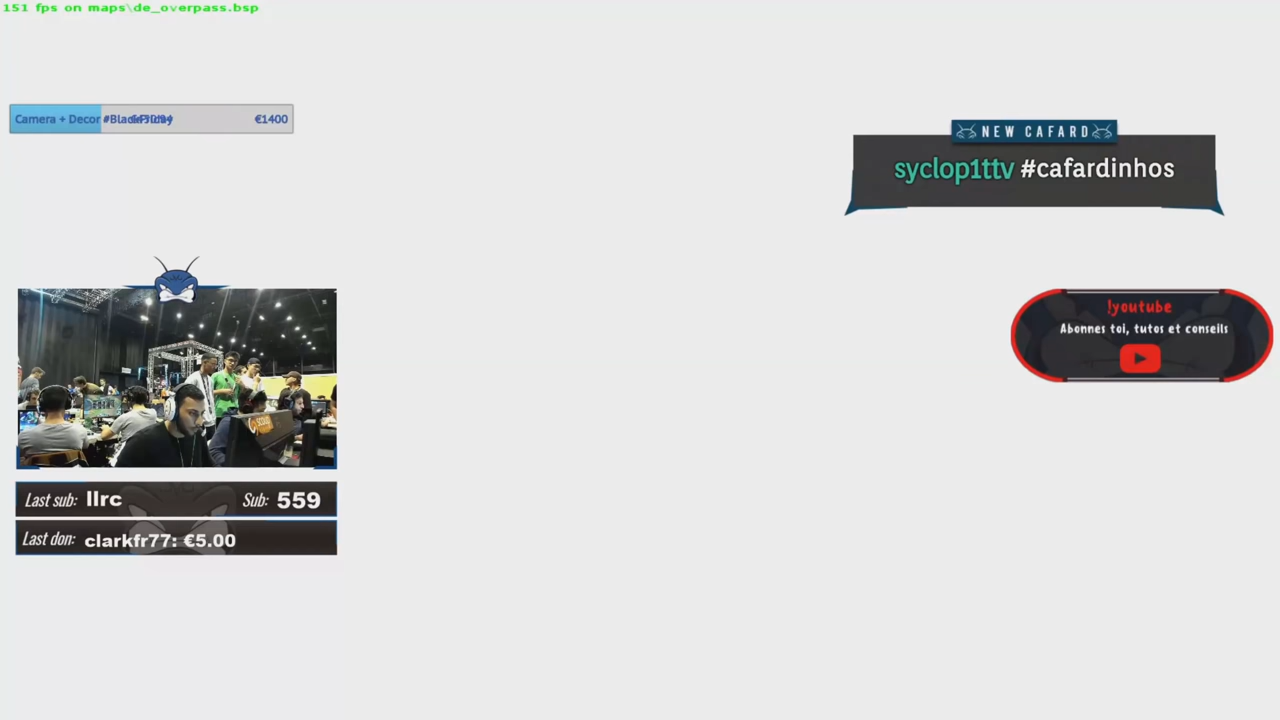 151 fps on maps\de_overpass.bsp
Camera + Decor €1400
NEW CAFARD
syclop1ttv #cafardinhos
!youtube
Abonnes toi, tutos et conseils
Last sub: llrc Sub: 559
Last don: clarkfr77: €5.00